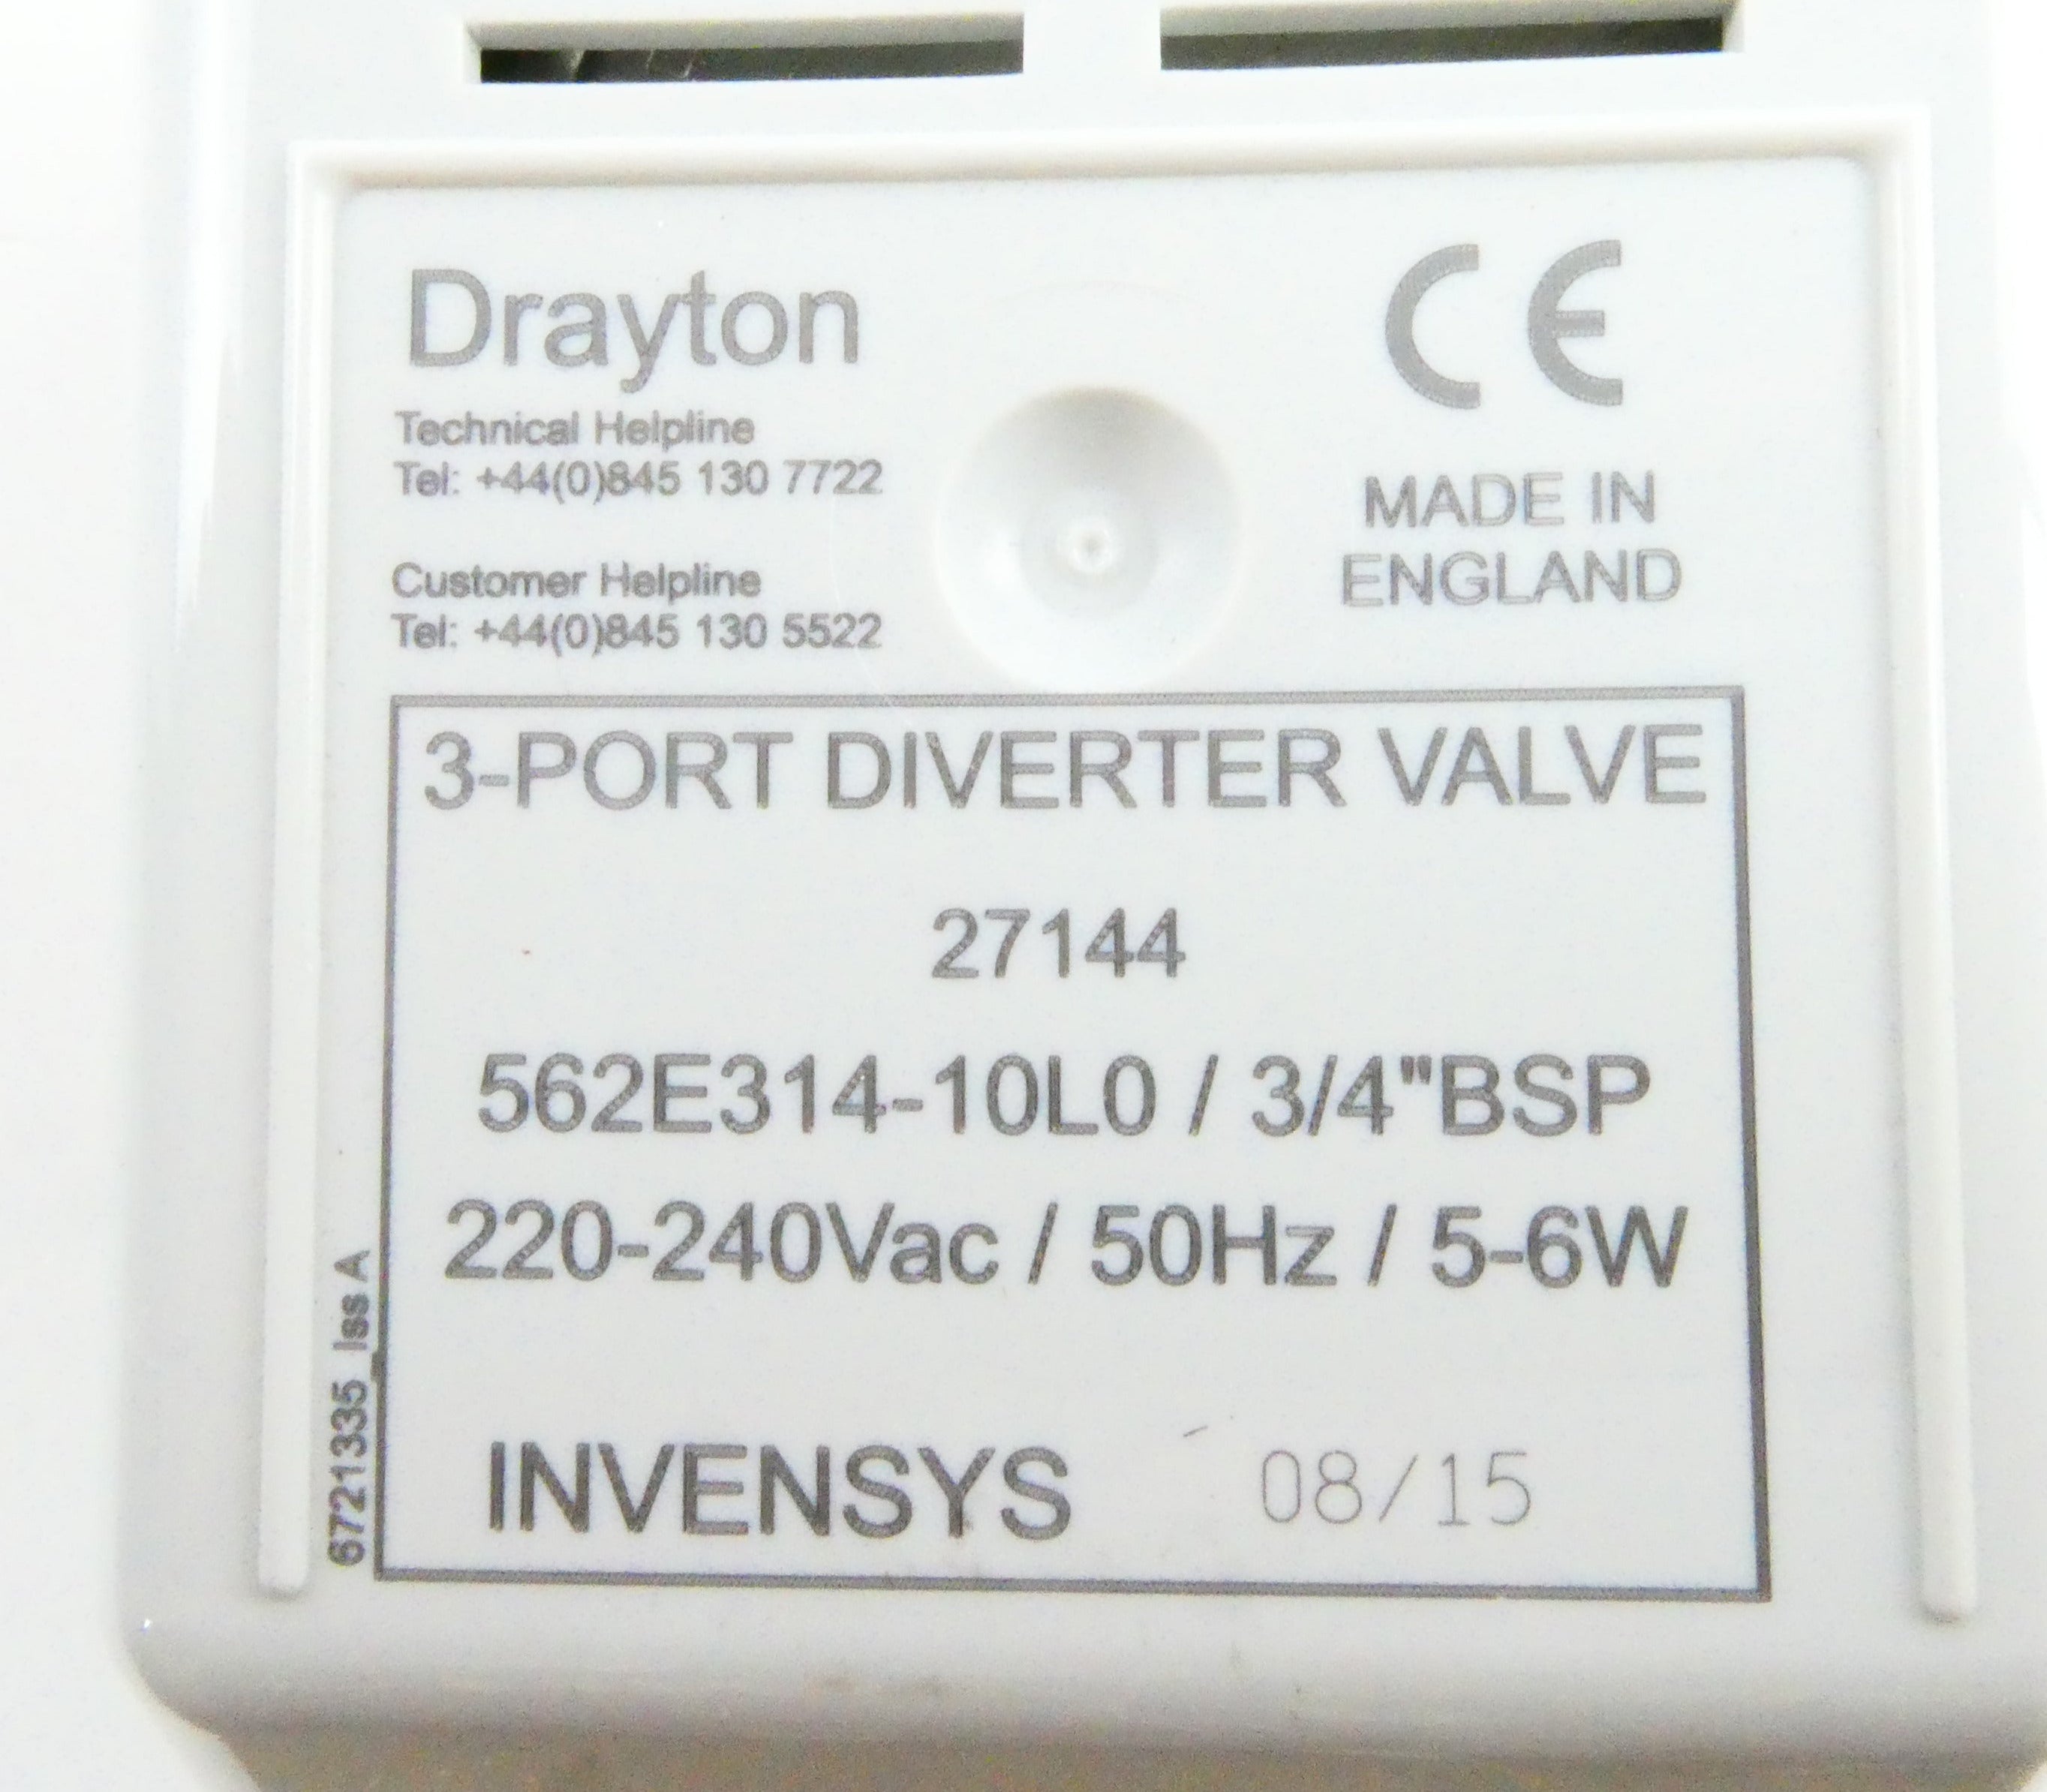 Drayton
Technical Helpline
Tel: +44(0)845 130 7722
Customer Helpline
Tel: +44(0)845 130 5522
CE
MADE IN
ENGLAND
3-PORT DIVERTER VALVE
27144
562E314-10L0 / 3/4"BSP
220-240Vac / 50Hz / 5-6W
INVENSYS 08/15
6721335 Iss A